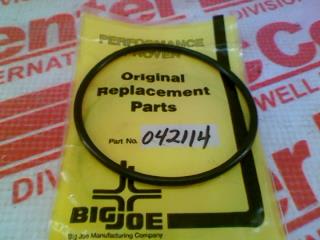 PERFORMANCE
PROVEN
Original
Replacement
Parts
Part No. 042114
BIG JOE
Big Joe Manufacturing Company